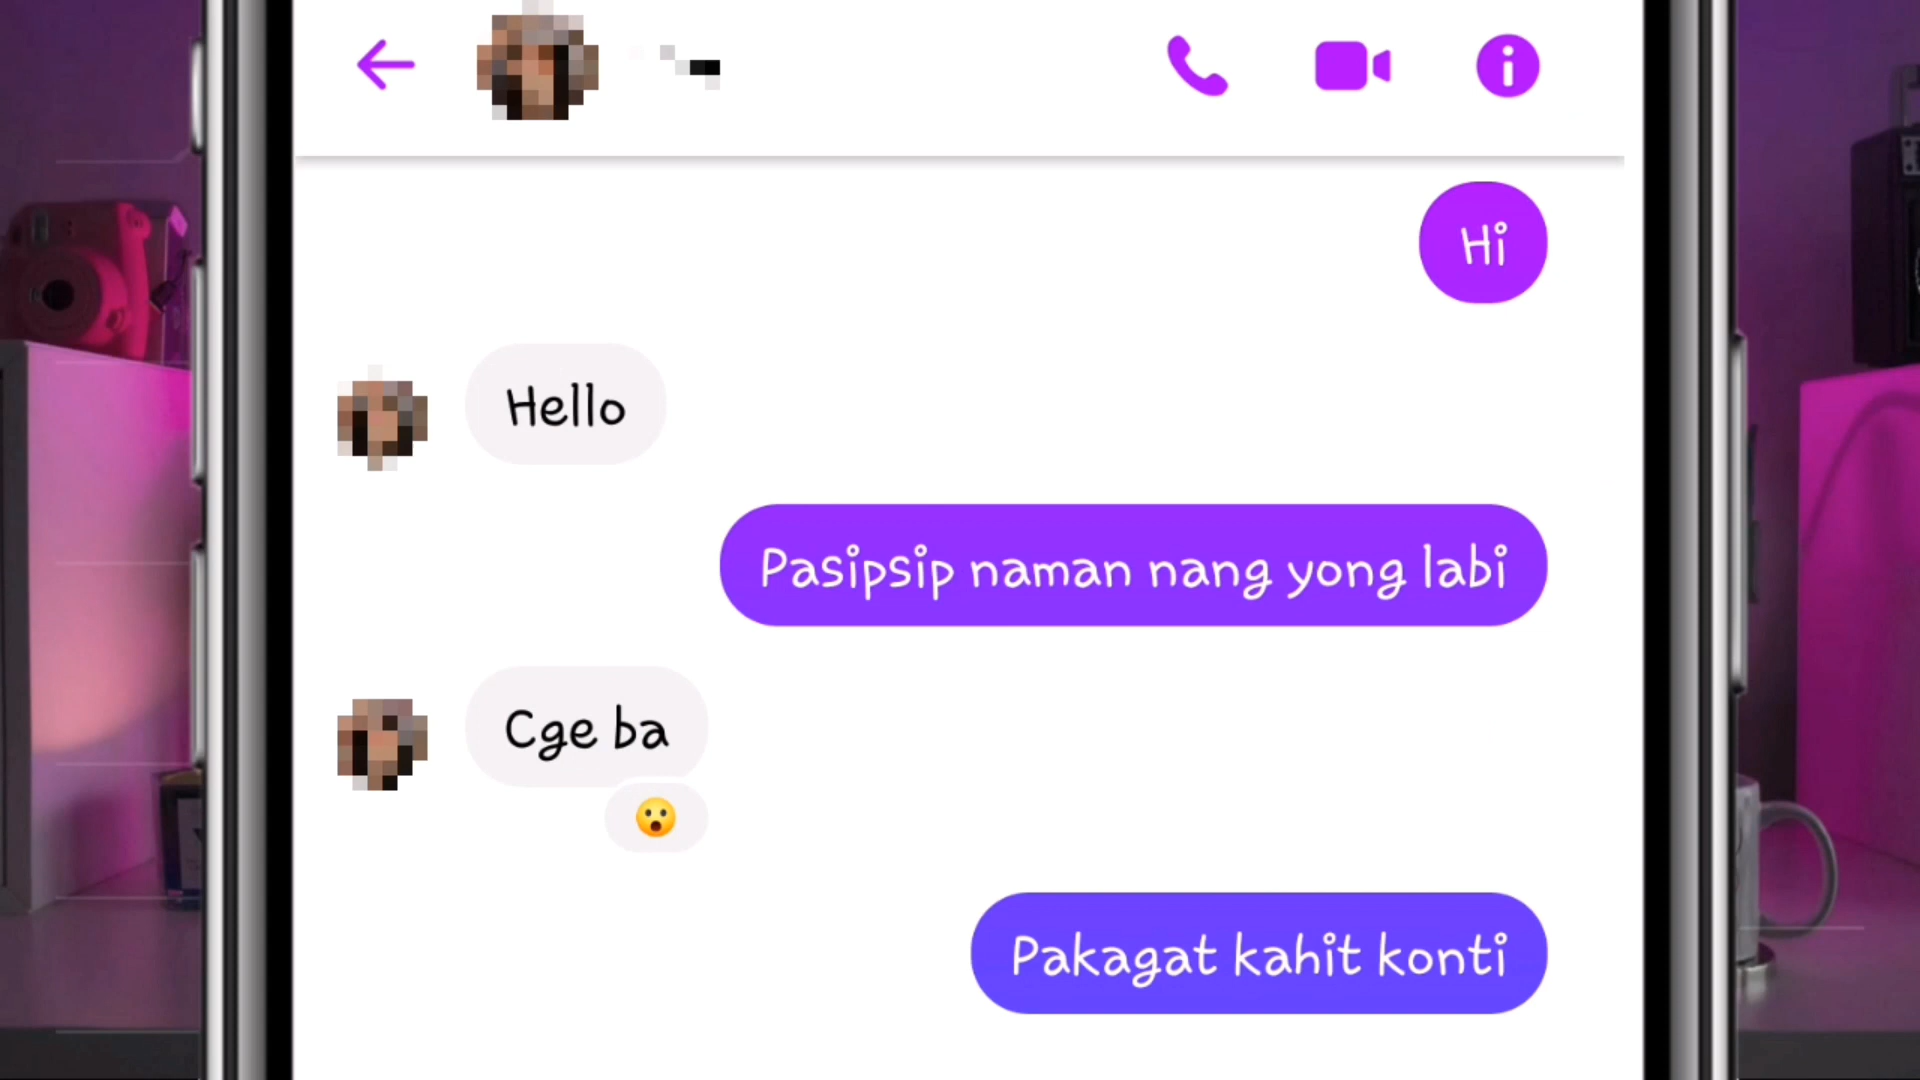 Hi
Hello
Pasipsip naman nang yong labi
Cge ba
Pakagat kahit konti